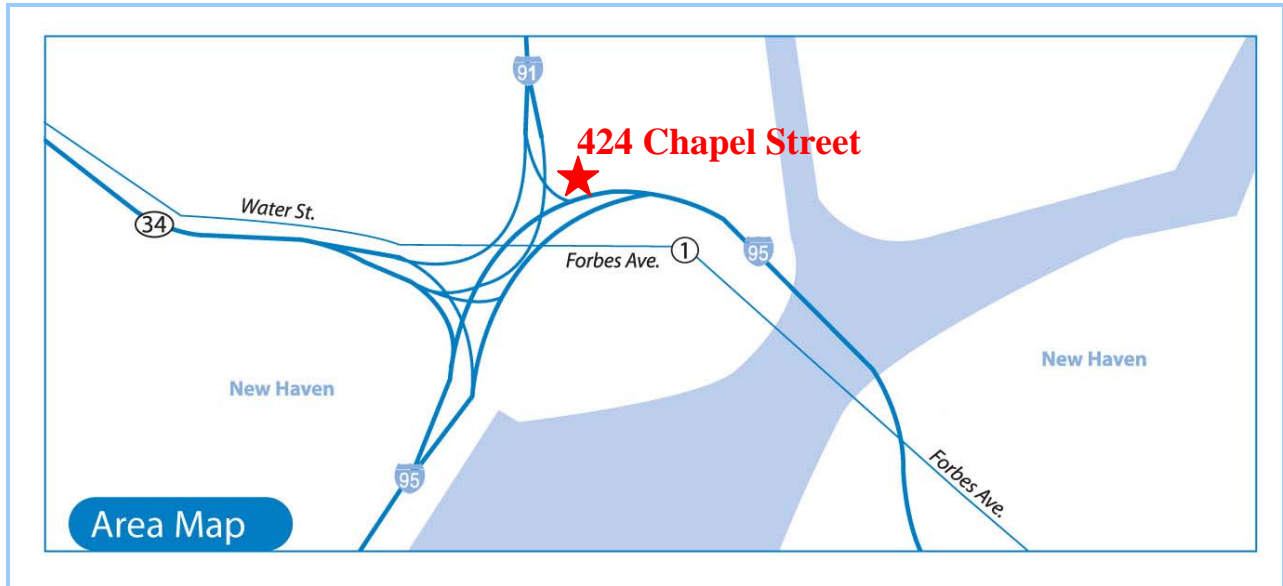 91
424 Chapel Street
Water St.
34
Forbes Ave.
1
95
New Haven
New Haven
95
Forbes Ave.
Area Map